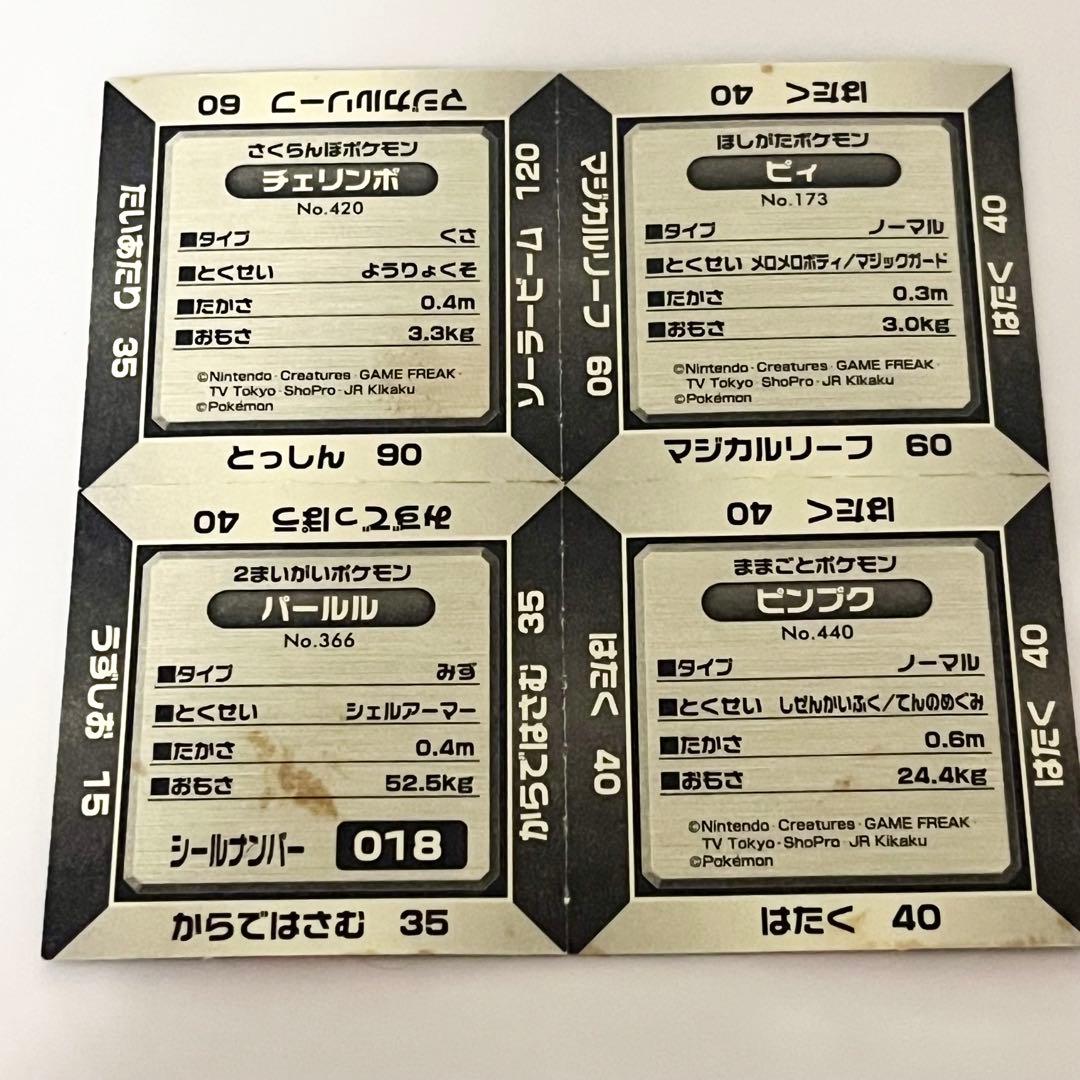 マジカルリーフ 60
たいあたり 35
さくらんぼポケモン
チェリンボ
No.420
■タイプ くさ
■とくせい ようりょくそ
■たかさ 0.4m
■おもさ 3.3kg
©Nintendo・Creatures・GAME FREAK・
TV Tokyo・ShoPro・JR Kikaku
©Pokémon
ソーラービーム 120
とっしん 90
はたく 40
マジカルリーフ 60
ほしがたポケモン
ピィ
No.173
■タイプ ノーマル
■とくせい メロメロボディ/マジックガード
■たかさ 0.3m
■おもさ 3.0kg
©Nintendo・Creatures・GAME FREAK・
TV Tokyo・ShoPro・JR Kikaku
©Pokémon
はたく 40
マジカルリーフ 60
みずでっぽう 40
うずしお 15
2まいがいポケモン
パールル
No.366
■タイプ みず
■とくせい シェルアーマー
■たかさ 0.4m
■おもさ 52.5kg
シールナンバー 018
からではさむ 35
からではさむ 35
はたく 40
はたく 40
ままごとポケモン
ピンプク
No.440
■タイプ ノーマル
■とくせい しぜんかいふく/てんのめぐみ
■たかさ 0.6m
■おもさ 24.4kg
©Nintendo・Creatures・GAME FREAK・
TV Tokyo・ShoPro・JR Kikaku
©Pokémon
はたく 40
はたく 40